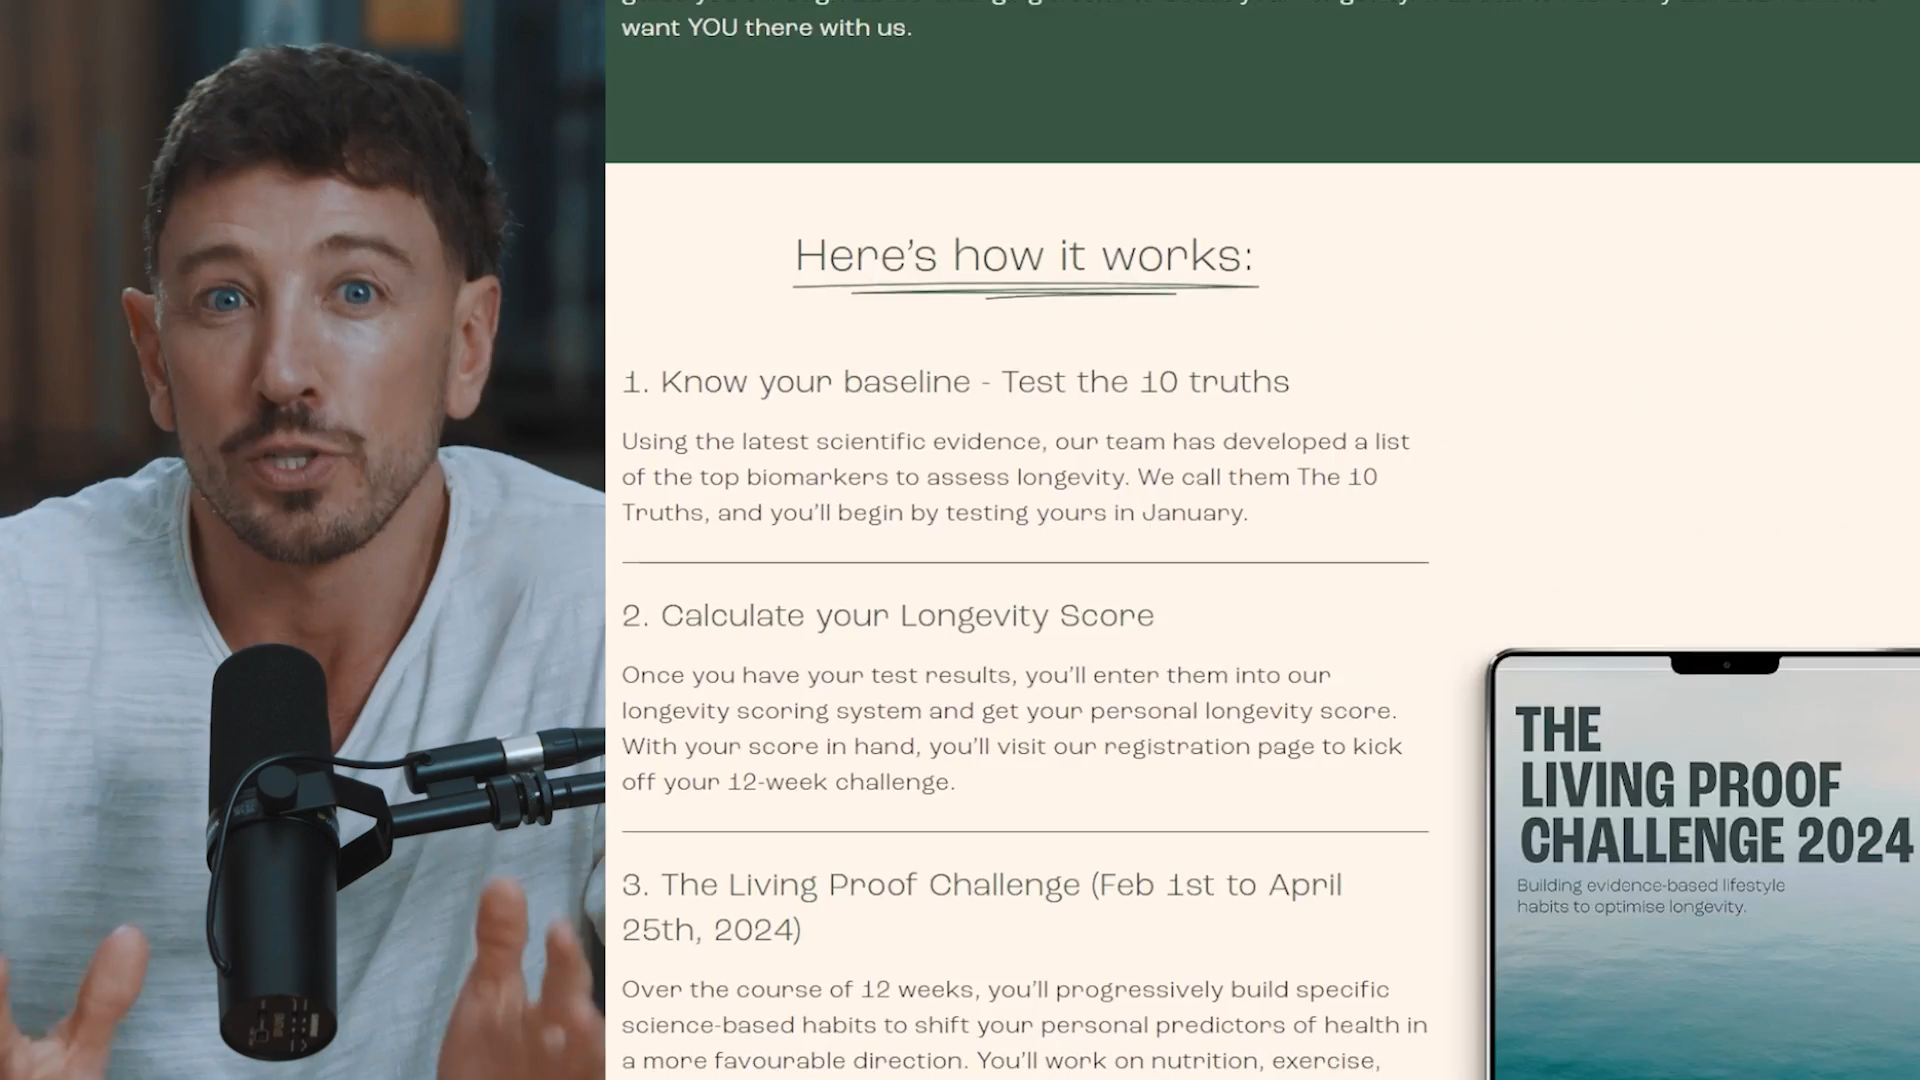 want YOU there with us.
Here's how it works:
1. Know your baseline - Test the 10 truths
Using the latest scientific evidence, our team has developed a list
of the top biomarkers to assess longevity. We call them The 10
Truths, and you'll begin by testing yours in January.
2. Calculate your Longevity Score
Once you have your test results, you'll enter them into our
longevity scoring system and get your personal longevity score.
With your score in hand, you'll visit our registration page to kick
off your 12-week challenge.
3. The Living Proof Challenge (Feb 1st to April
25th, 2024)
Over the course of 12 weeks, you'll progressively build specific
science-based habits to shift your personal predictors of health in
a more favourable direction. You'll work on nutrition, exercise,
THE
LIVING PROOF
CHALLENGE 2024
Building evidence-based lifestyle
habits to optimise longevity.